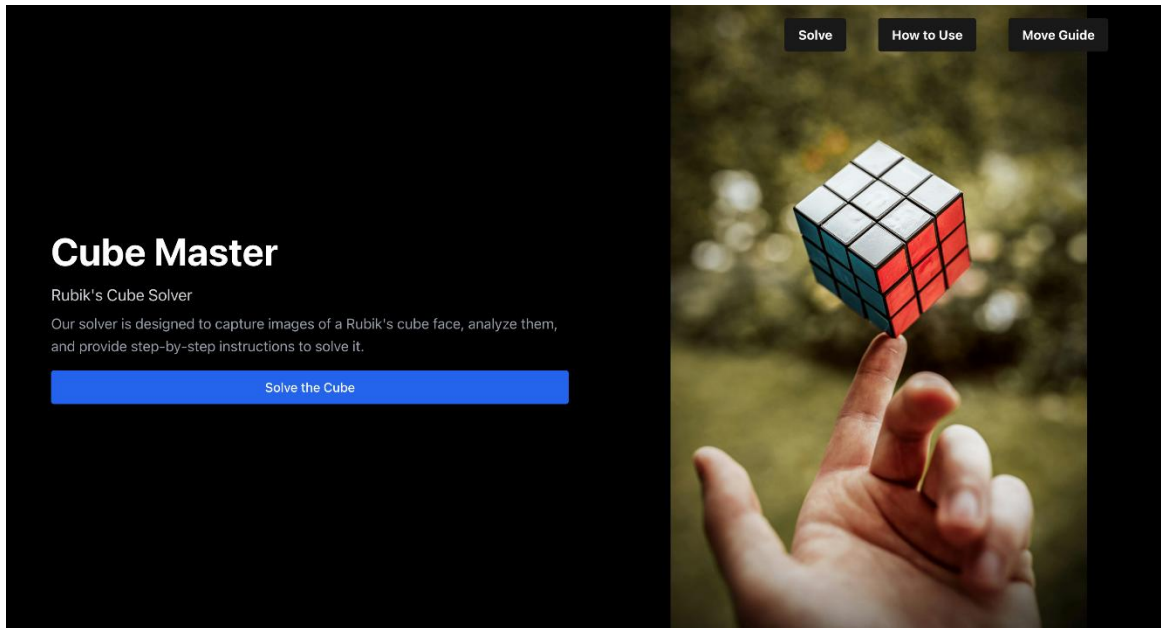 Solve
How to Use
Move Guide
Cube Master
Rubik's Cube Solver
Our solver is designed to capture images of a Rubik's cube face, analyze them,
and provide step-by-step instructions to solve it.
Solve the Cube